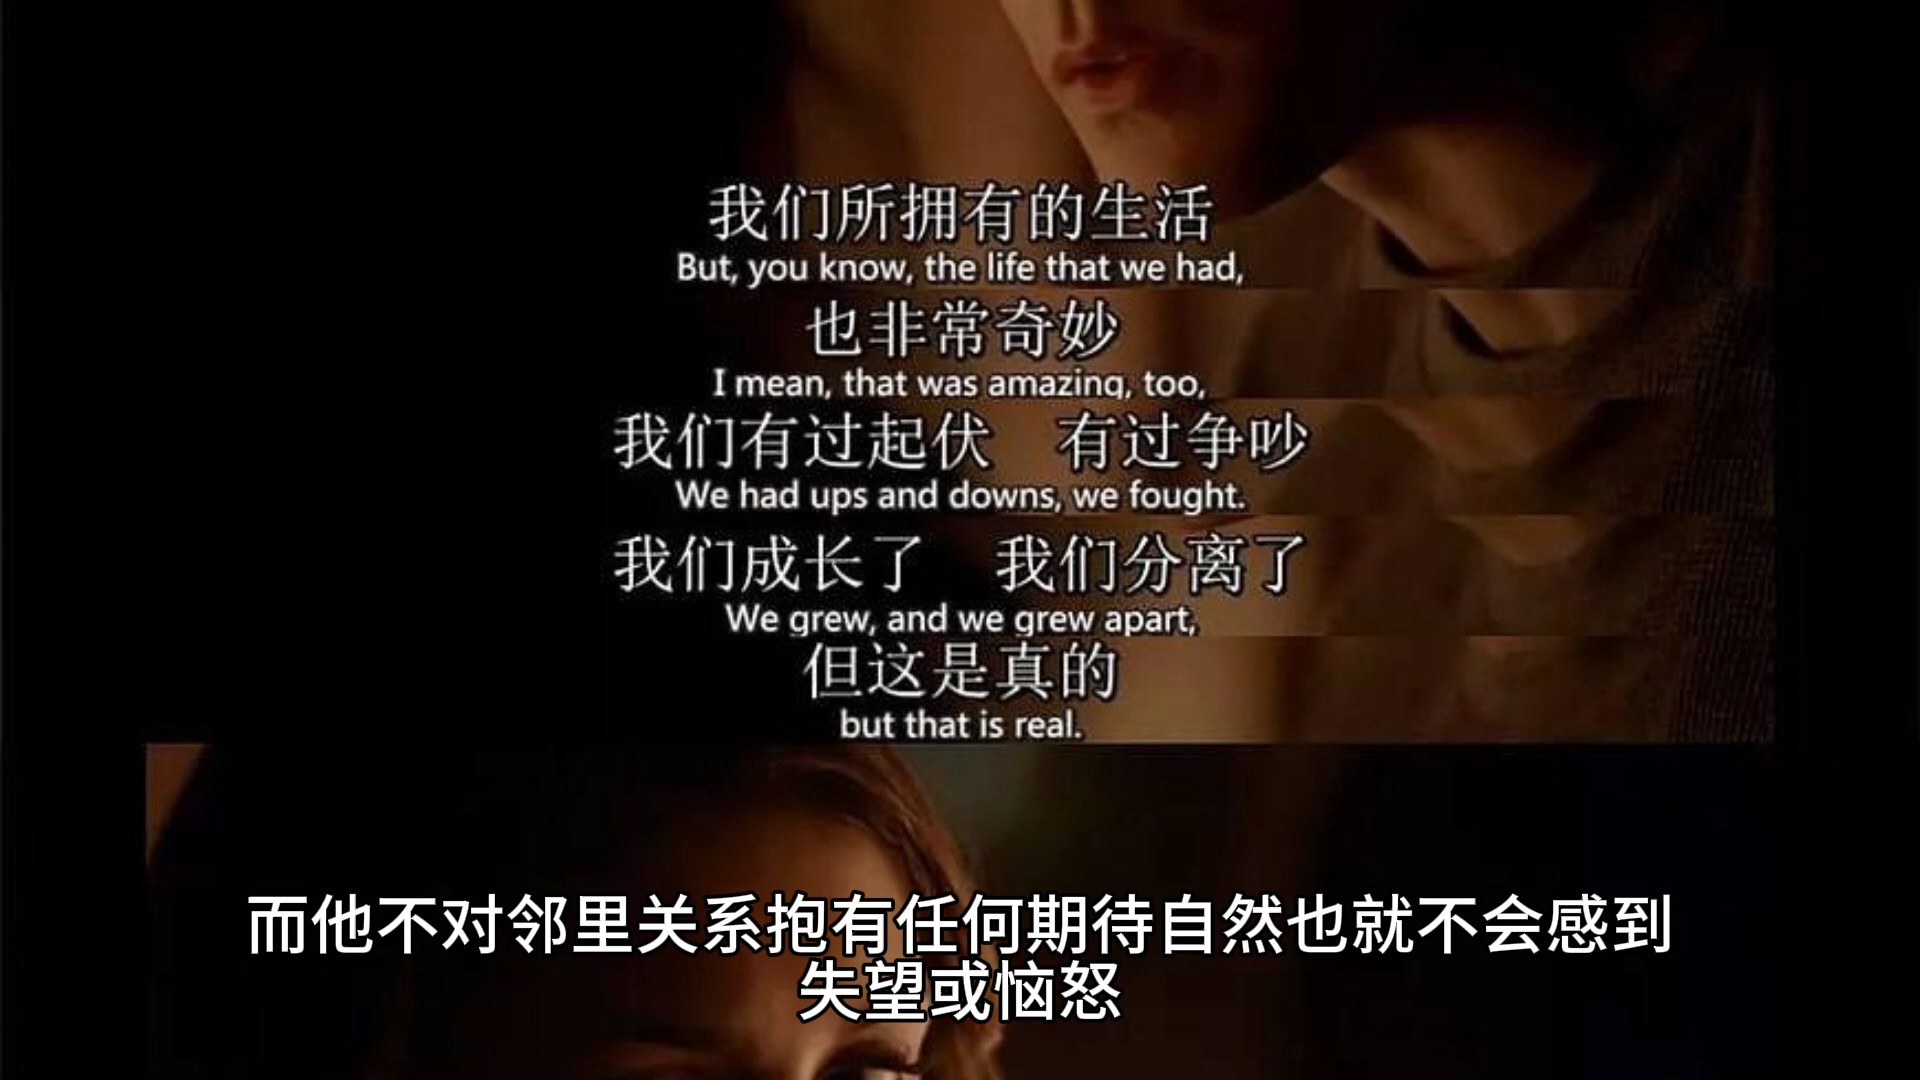 我们所拥有的生活
But, you know, the life that we had,
也非常奇妙
I mean, that was amazing, too,
我们有过起伏 有过争吵
We had ups and downs, we fought.
我们成长了 我们分离了
We grew, and we grew apart,
但这是真的
but that is real.
而他不对邻里关系抱有任何期待自然也就不会感到
失望或恼怒